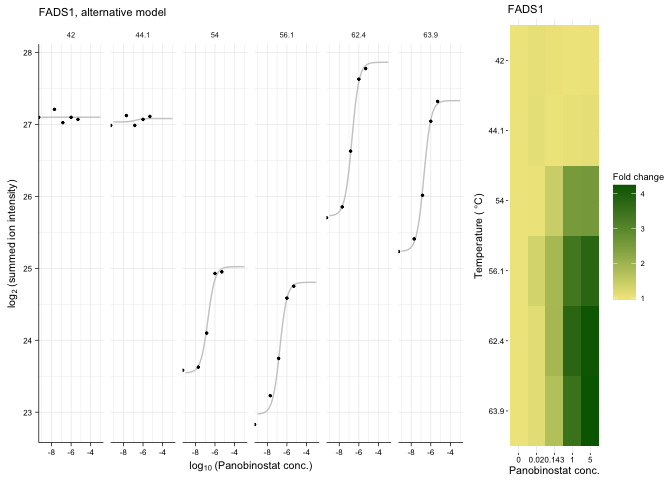 FADS1, alternative model
42 44.1 54 56.1 62.4 63.9
28
27
26
25
24
23
log2 (summed ion intensity)
-8 -6 -4 -8 -6 -4 -8 -6 -4 -8 -6 -4 -8 -6 -4 -8 -6 -4
log10 (Panobinostat conc.)
FADS1
42
44.1
54
56.1
62.4
63.9
Temperature ( °C)
0 0.02 0.143 1 5
Panobinostat conc.
Fold change
4
3
2
1